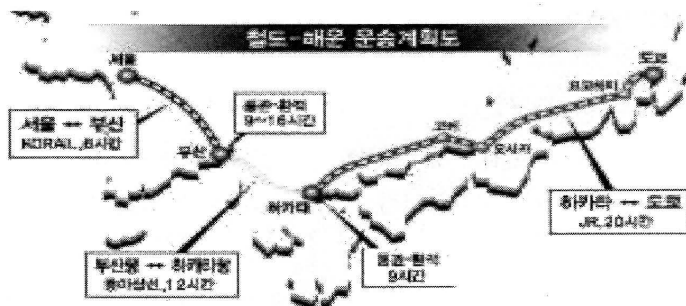 철도-해운 운송계획도
서울
도쿄
요코하마
통관-환적
9~16시간
서울 ↔ 부산
KORAIL, 6시간
고베
오사카
부산
하카타
하카타 ↔ 도쿄
JR, 20시간
부산항 ↔ 하카타항
12시간
통관-환적
9시간